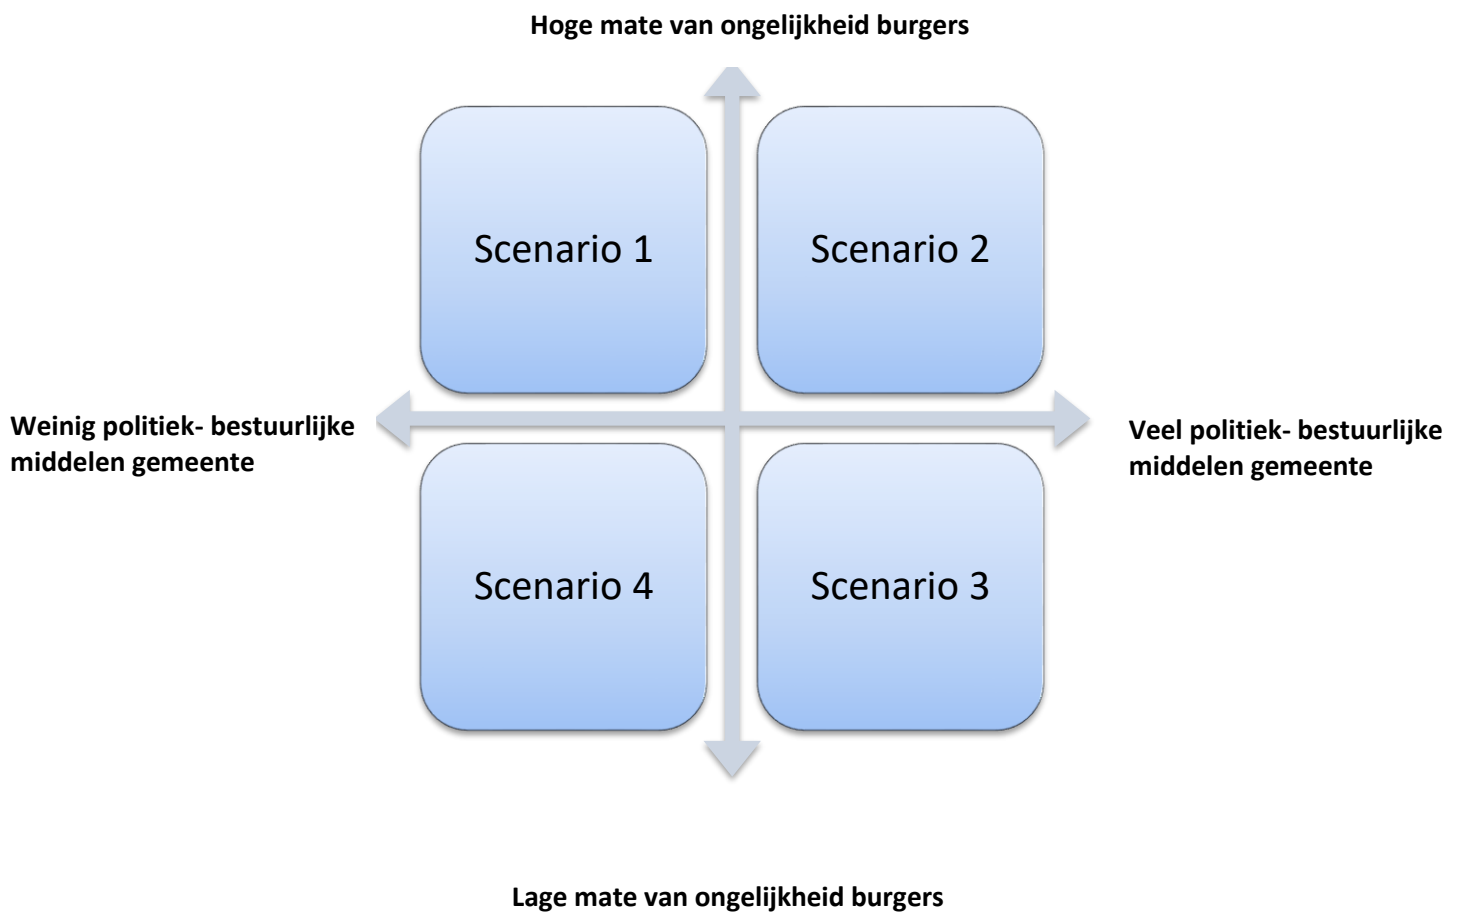 Hoge mate van ongelijkheid burgers
Scenario 1
Scenario 2
Weinig politiek- bestuurlijke
middelen gemeente
Veel politiek- bestuurlijke
middelen gemeente
Scenario 4
Scenario 3
Lage mate van ongelijkheid burgers